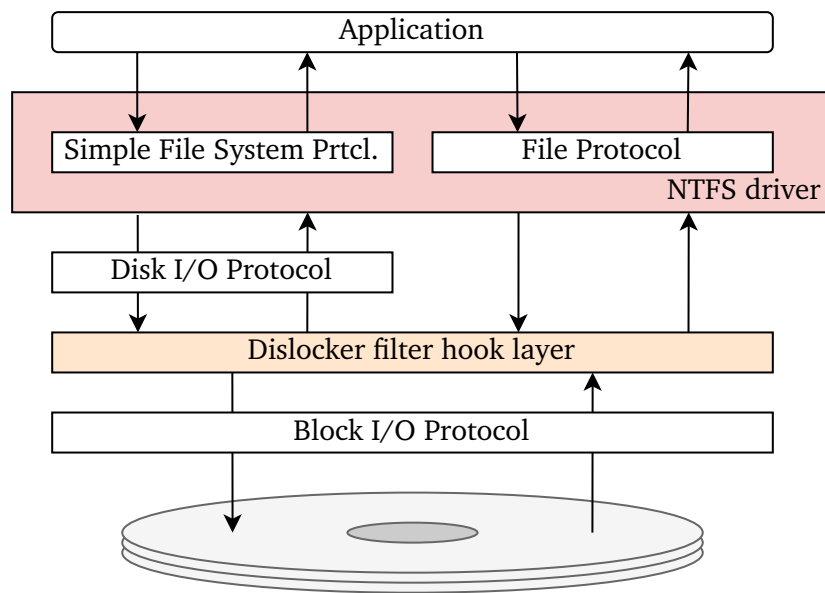 Application
Simple File System Prtcl.
File Protocol
NTFS driver
Disk I/O Protocol
Dislocker filter hook layer
Block I/O Protocol